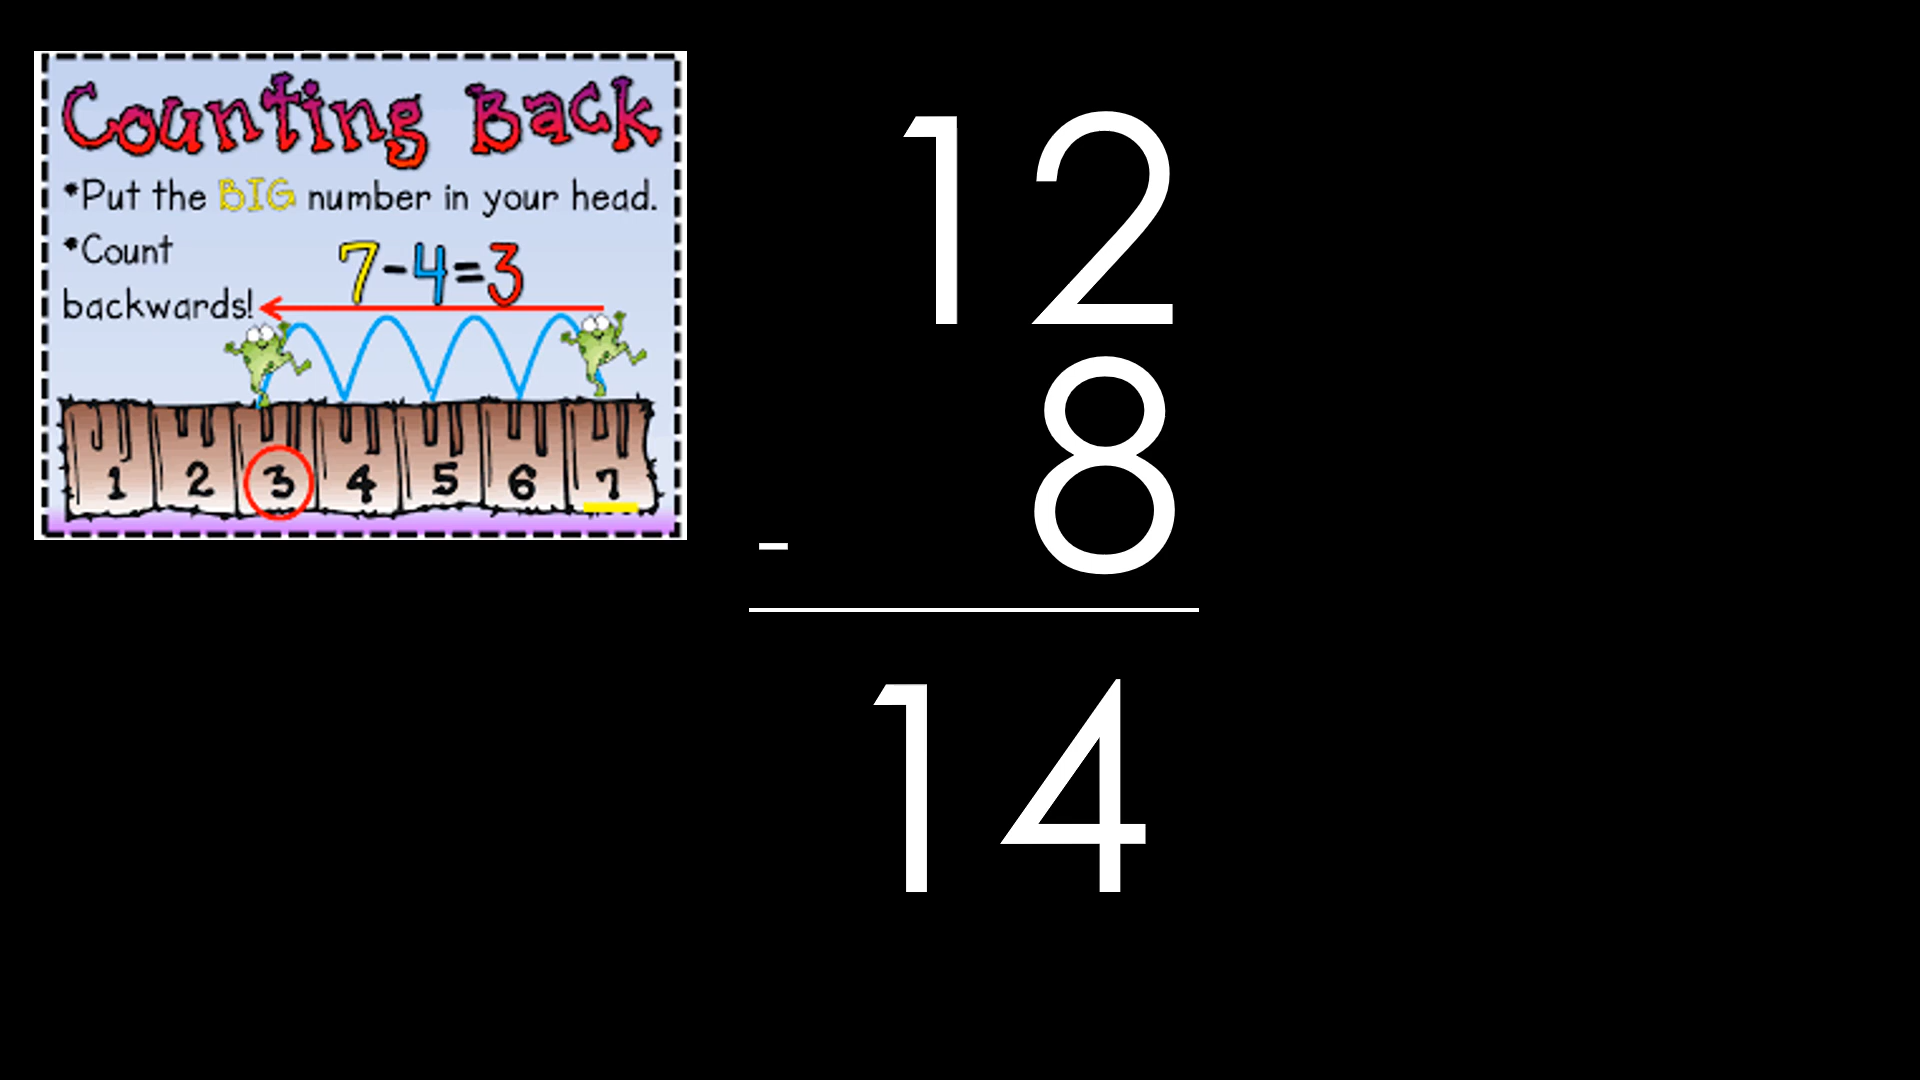 Counting Back
*Put the BIG number in your head.
*Count
7-4=3
backwards!
1 2 3 4 5 6 7
12
8
-
14